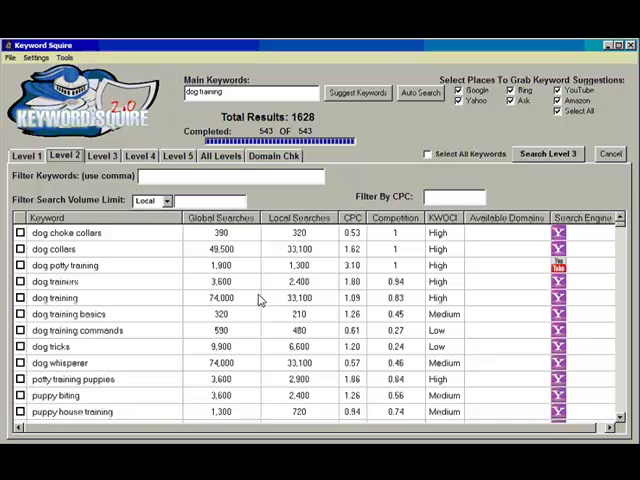 Keyword Squire
File Settings Tools
KEYWORD SQUIRE 2.0
Main Keywords:
dog training
Suggest Keywords
Auto Search
Select Places To Grab Keyword Suggestions:
Google Bing YouTube
Yahoo Ask Amazon
Select All
Total Results: 1628
Completed: 543 OF 543
Level 1 Level 2 Level 3 Level 4 Level 5 All Levels Domain Chk
Select All Keywords
Search Level 3
Cancel
Filter Keywords: (use comma)
Filter Search Volume Limit: Local
Filter By CPC:
Keyword Global Searches Local Searches CPC Competition KWOCI Available Domains Search Engine
dog choke collars 390 320 0.53 1 High Y
dog collars 49,500 33,100 1.62 1 High Y
dog potty training 1,900 1,300 3.10 1 High You Tube
dog trainers 3,600 2,400 1.80 0.94 High Y
dog training 74,000 33,100 1.09 0.83 High Y
dog training basics 320 210 1.26 0.45 Medium Y
dog training commands 590 480 0.61 0.27 Low Y
dog tricks 9,900 6,600 1.20 0.24 Low Y
dog whisperer 74,000 33,100 0.57 0.46 Medium Y
potty training puppies 3,600 2,900 1.86 0.84 High Y
puppy biting 3,600 2,400 1.26 0.56 Medium Y
puppy house training 1,300 720 0.94 0.74 Medium Y